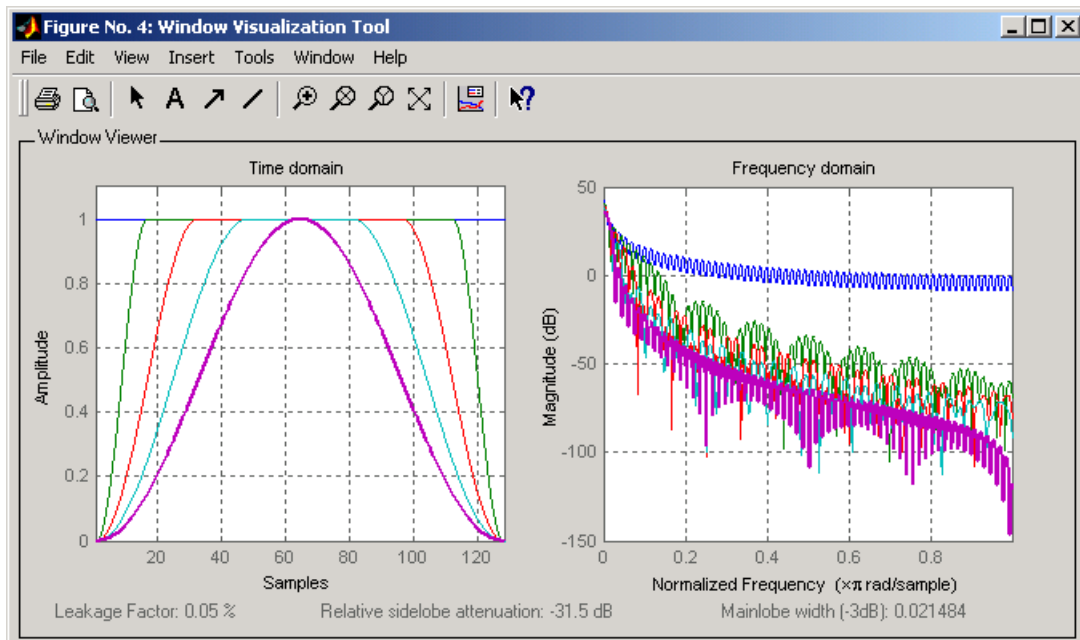 Figure No. 4: Window Visualization Tool
File Edit View Insert Tools Window Help
A
?
Window Viewer
Time domain
Amplitude
1
0.8
0.6
0.4
0.2
0
20 40 60 80 100 120
Samples
Frequency domain
Magnitude (dB)
50
0
-50
-100
-150
0 0.2 0.4 0.6 0.8
Normalized Frequency (×π rad/sample)
Leakage Factor: 0.05 % Relative sidelobe attenuation: -31.5 dB Mainlobe width (-3dB): 0.021484